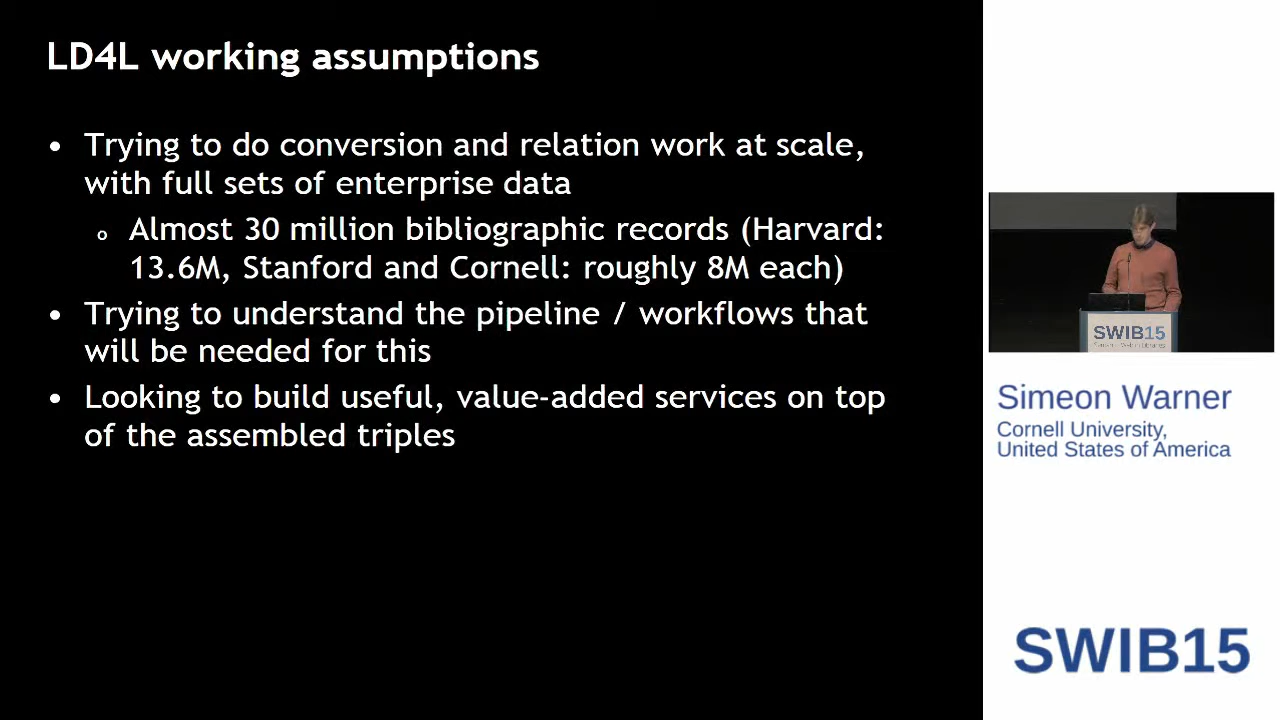 LD4L working assumptions
• Trying to do conversion and relation work at scale,
with full sets of enterprise data
o Almost 30 million bibliographic records (Harvard:
13.6M, Stanford and Cornell: roughly 8M each)
• Trying to understand the pipeline / workflows that
will be needed for this
• Looking to build useful, value-added services on top
of the assembled triples
SWIB15
Simeon Warner
Cornell University,
United States of America
SWIB15